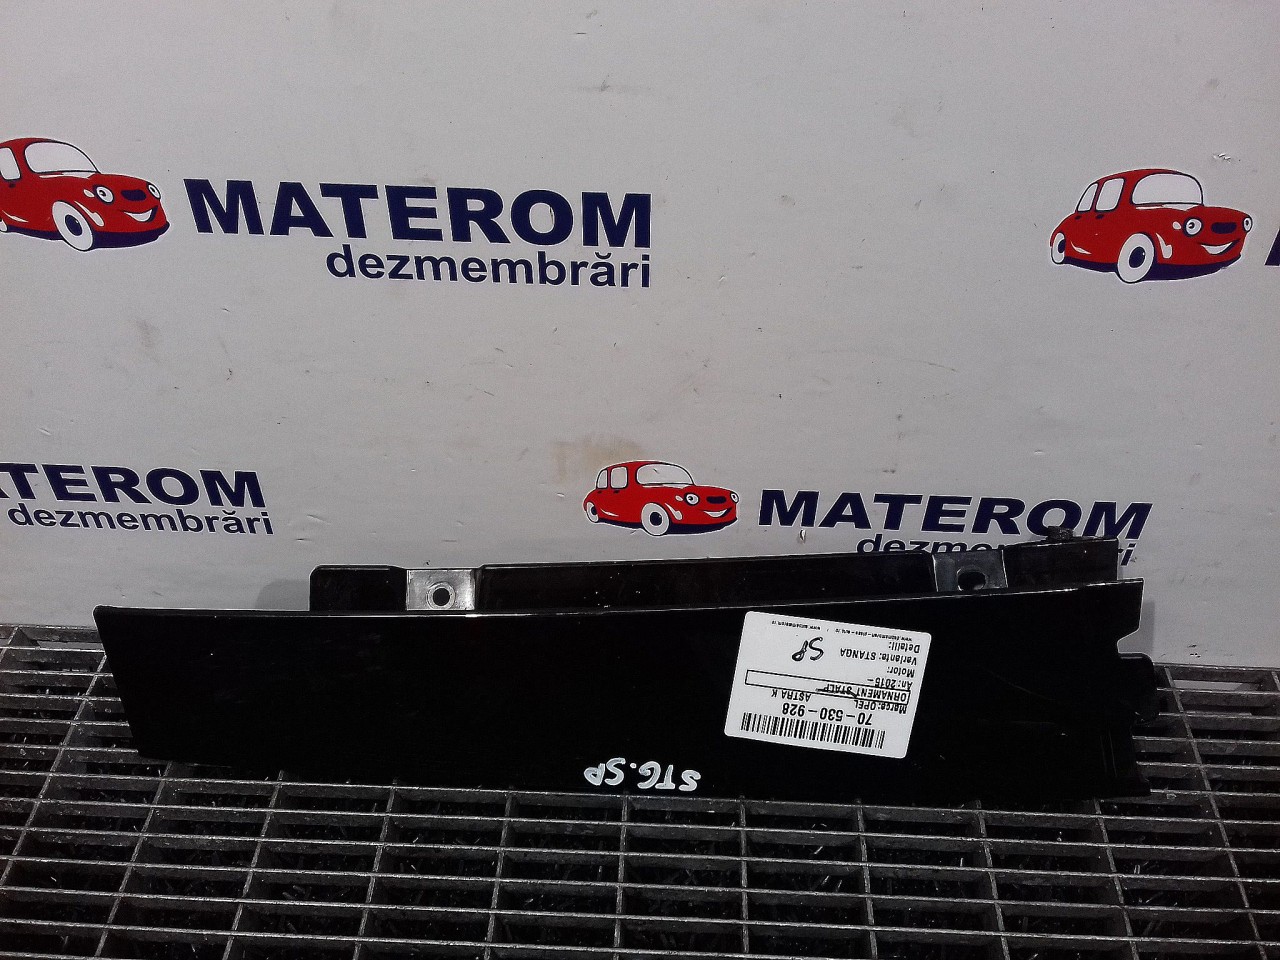 MATEROM
dezmembrări
ATEROM
dezmembrări
MATEROM
70-530-928
Marca: OPEL ASTRA K
ORNAMENT STALP
An: 2015-
Motor:
Varianta: STANGA
Detalii:
SP
STG.SP